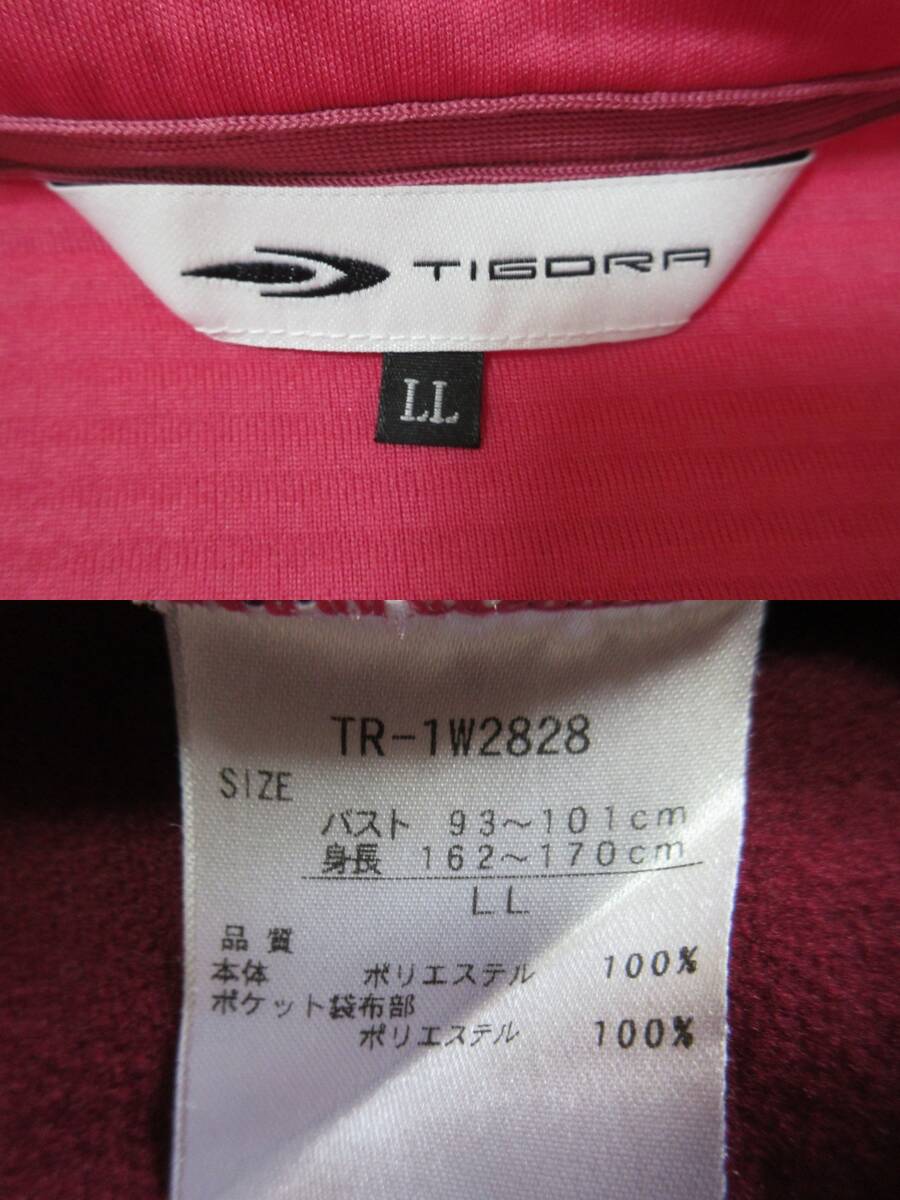 TIGORA
LL
TR-1W2828
SIZE
バスト 93～101cm
身長 162～170cm
LL
品質
本体 ポリエステル 100%
ポケット袋布部
ポリエステル 100%